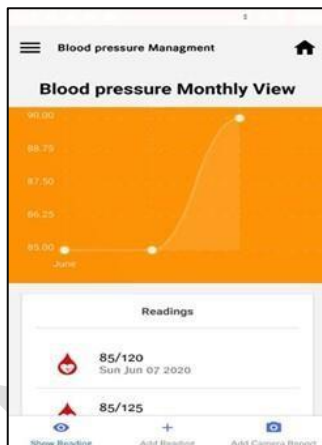 Blood pressure Managment
Blood pressure Monthly View
90.00
88.75
87.50
86.25
85.00
June
Readings
85/120
Sun Jun 07 2020
85/125
Show Reading
Add Reading
Add Camera Report